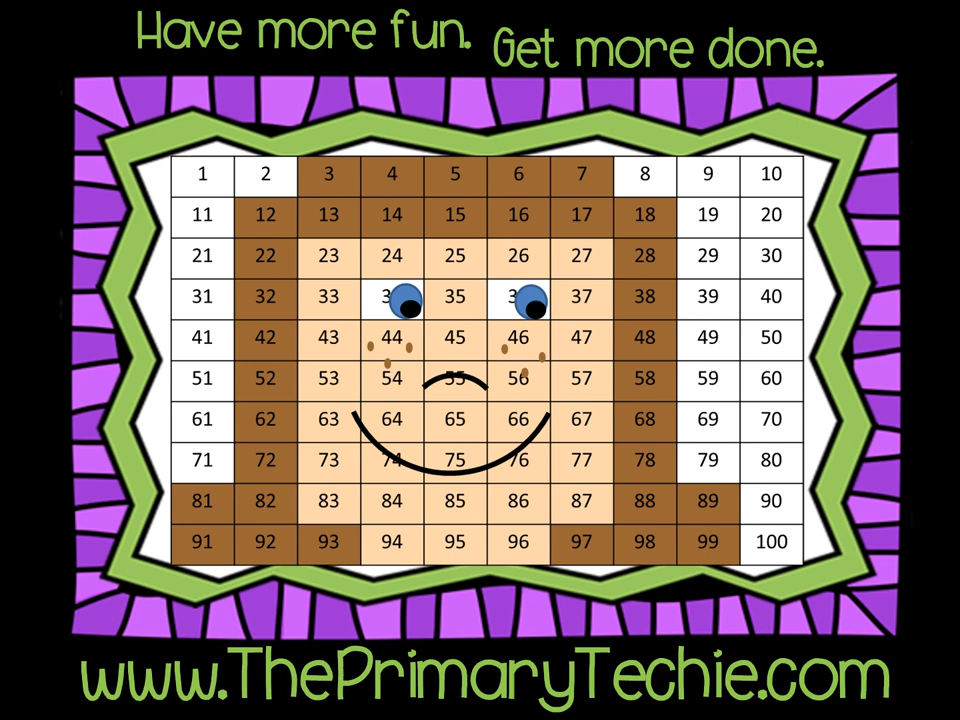 Have more fun. Get more done.
1 2 3 4 5 6 7 8 9 10
11 12 13 14 15 16 17 18 19 20
21 22 23 24 25 26 27 28 29 30
31 32 33 3 35 3 37 38 39 40
41 42 43 44 45 46 47 48 49 50
51 52 53 54 55 56 57 58 59 60
61 62 63 64 65 66 67 68 69 70
71 72 73 74 75 76 77 78 79 80
81 82 83 84 85 86 87 88 89 90
91 92 93 94 95 96 97 98 99 100
www.ThePrimaryTechie.com